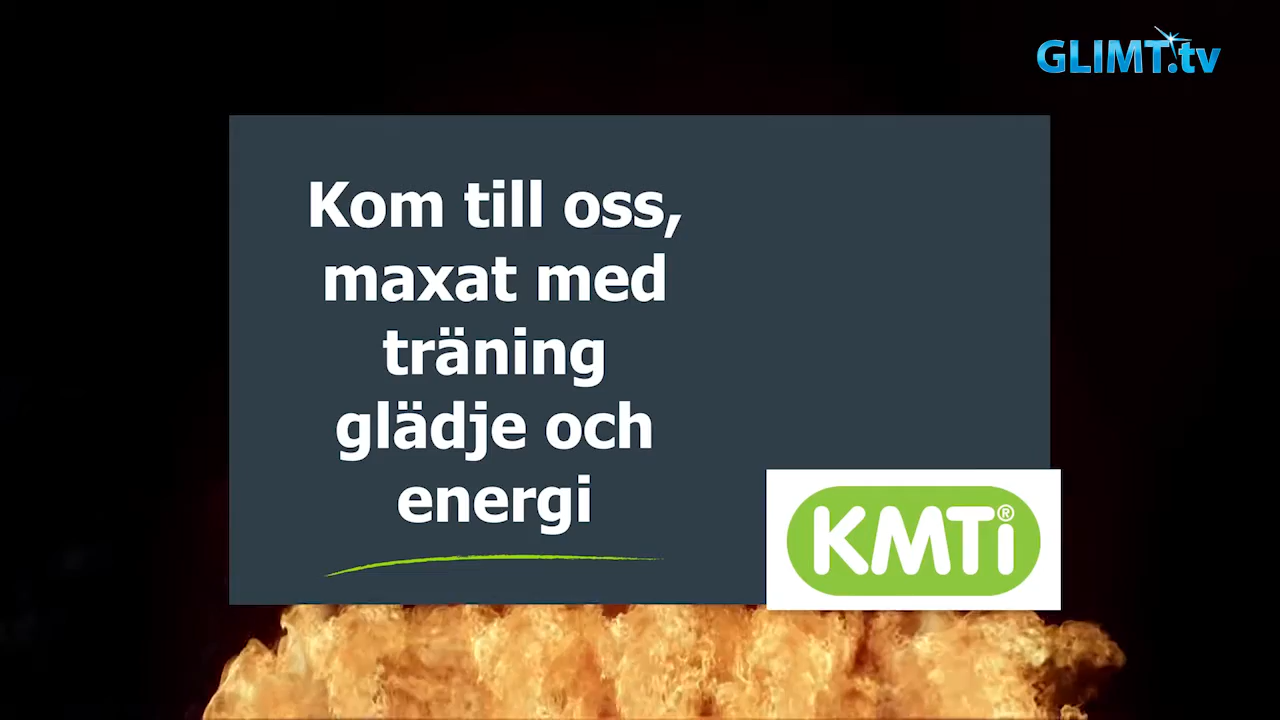 GLIMT.tv
Kom till oss,
maxat med
träning
glädje och
energi
KMTi®